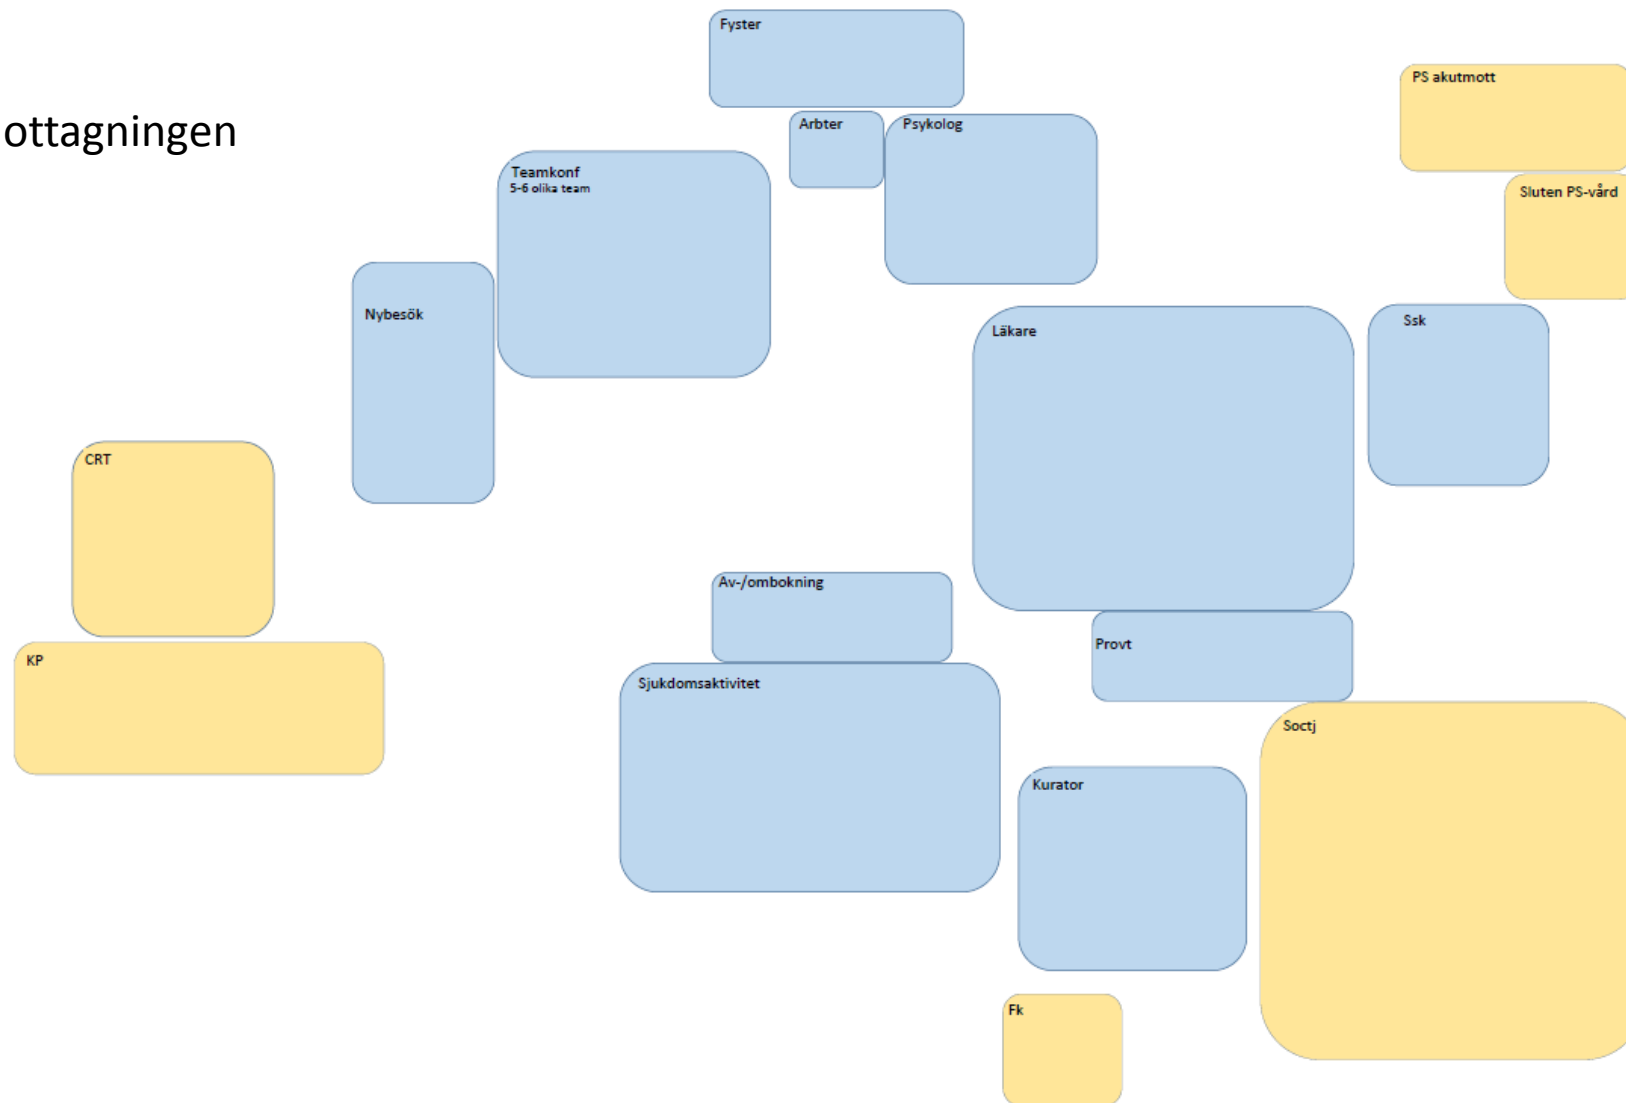 Fyster
PS akutmott
ottagningen
Arbter
Psykolog
Teamkonf
5-6 olika team
Sluten PS-vård
Nybesök
Läkare
Ssk
CRT
Av-/ombokning
Provt
KP
Sjukdomsaktivitet
Soctj
Kurator
Fk